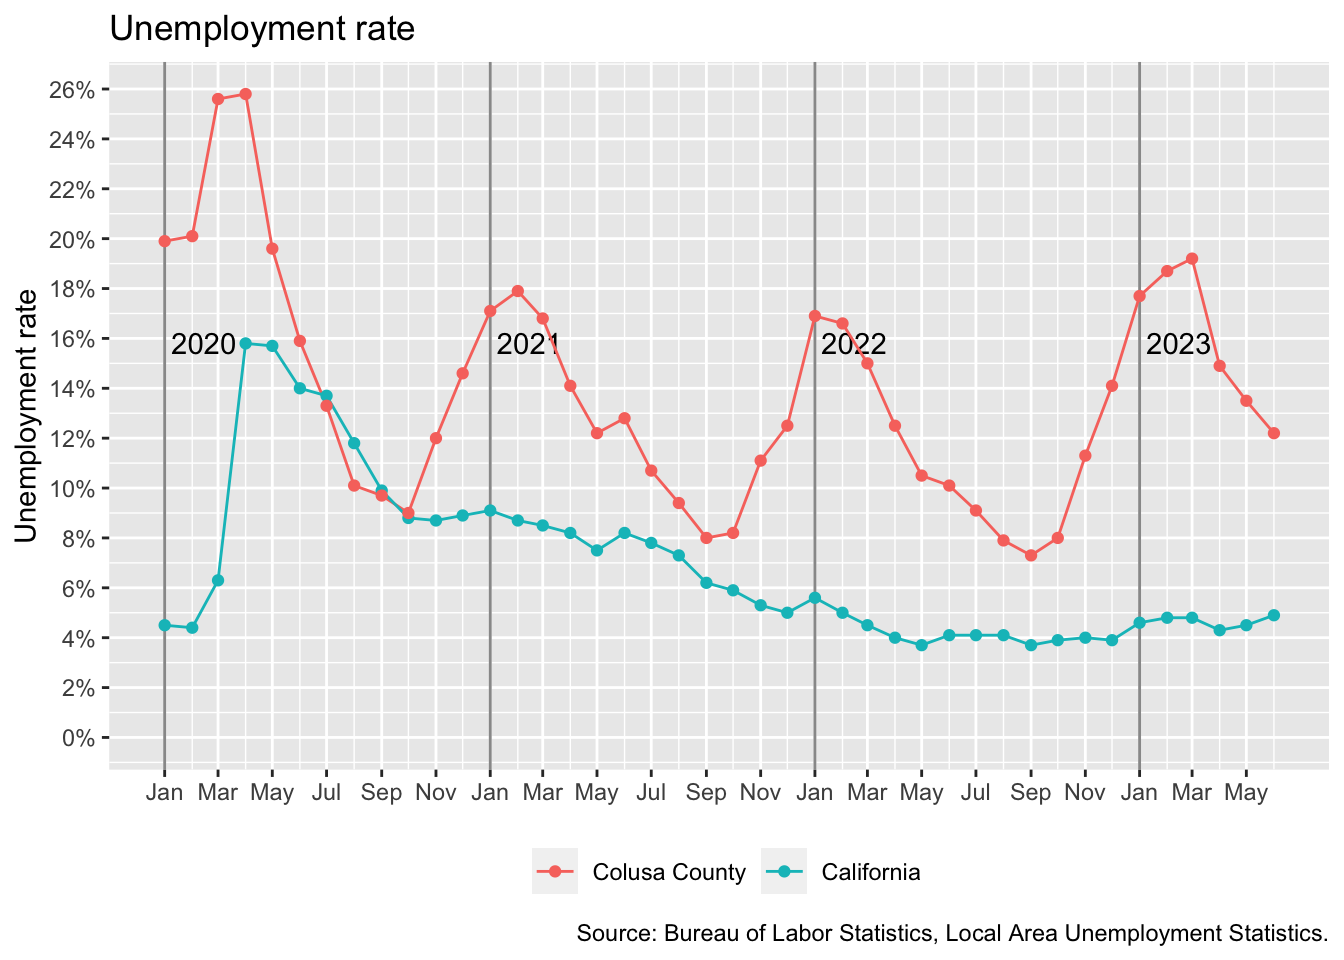 Unemployment rate
Unemployment rate
26%
24%
22%
20%
18%
16%
14%
12%
10%
8%
6%
4%
2%
0%
2020 2021 2022 2023
Jan Mar May Jul Sep Nov Jan Mar May Jul Sep Nov Jan Mar May Jul Sep Nov Jan Mar May
Colusa County California
Source: Bureau of Labor Statistics, Local Area Unemployment Statistics.